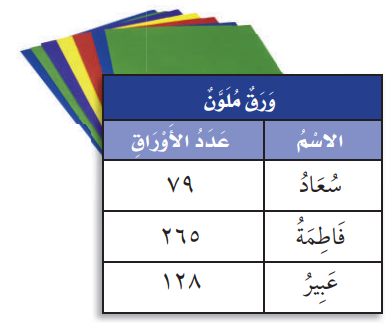 وَرَقٌ مُلَوَّنٌ
الاسْمُ عَدَدُ الأَوْرَاقِ
سُعَادُ ٧٩
فَاطِمَةُ ٢٦٥
عَبِيرُ ١٢٨